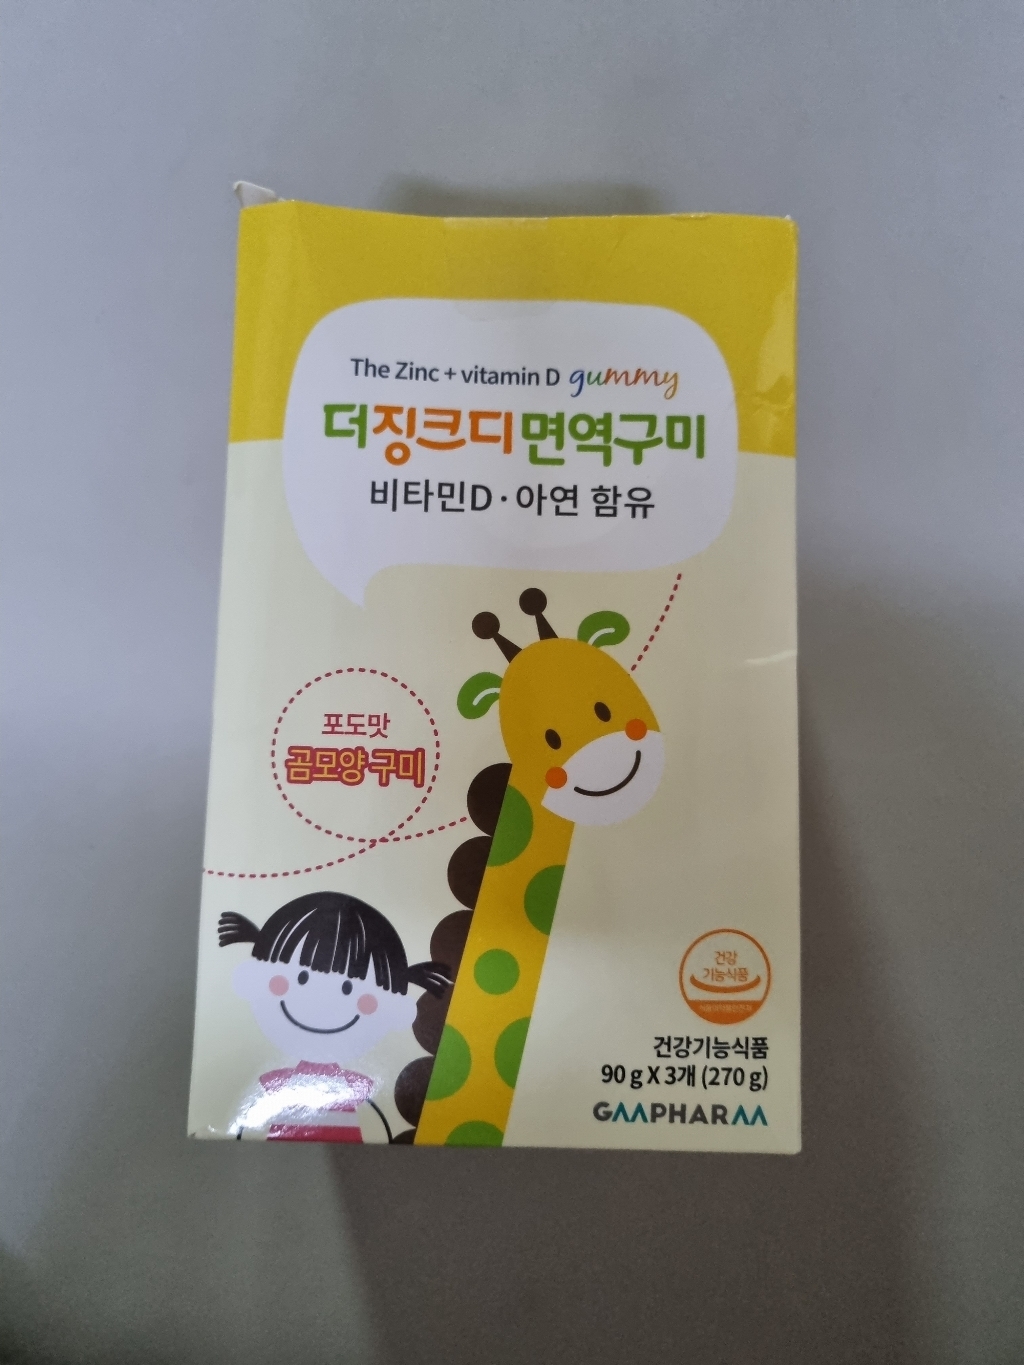 The Zinc + vitamin D gummy
더징크디면역구미
비타민D · 아연 함유
포도맛
곰모양 구미
건강
기능식품
건강기능식품
90 g X 3개 (270 g)
GAAPHARAA